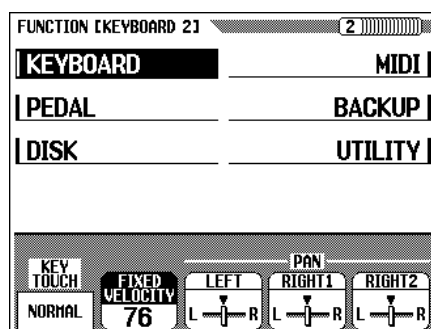 FUNCTION [KEYBOARD 2] 2
KEYBOARD MIDI
PEDAL BACKUP
DISK UTILITY
PAN
KEY TOUCH FIXED VELOCITY LEFT RIGHT1 RIGHT2
NORMAL 76 L R L R L R